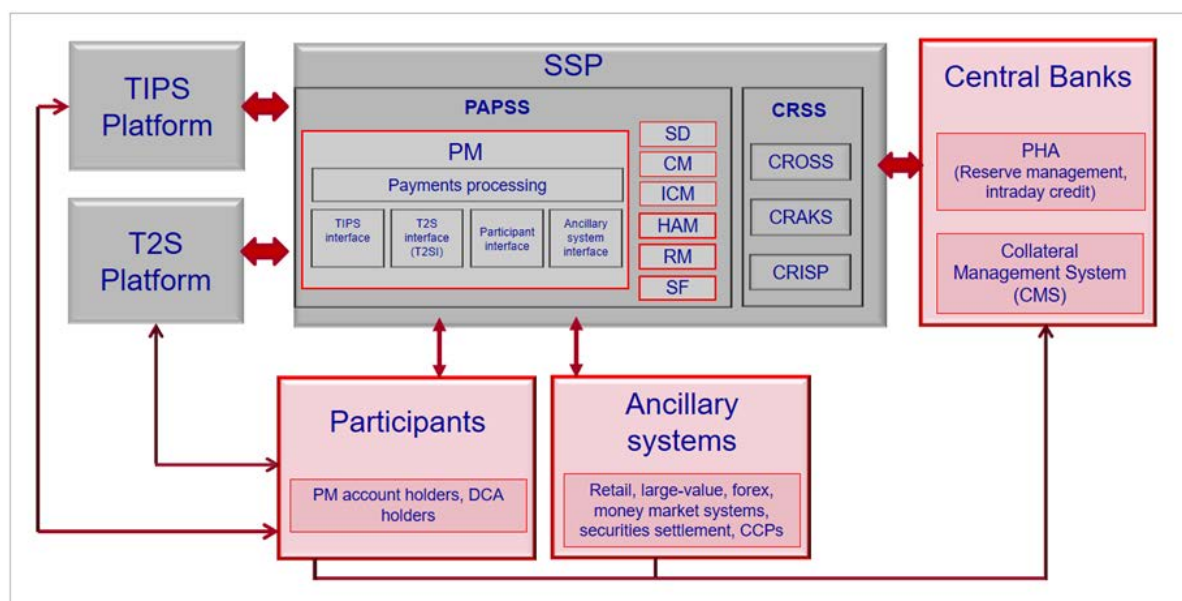 TIPS
Platform
T2S
Platform
SSP
PAPSS
PM
Payments processing
TIPS
interface
T2S
interface
(T2SI)
Participant
interface
Ancillary
system
interface
SD
CM
ICM
HAM
RM
SF
CRSS
CROSS
CRAKS
CRISP
Central Banks
PHA
(Reserve management,
intraday credit)
Collateral
Management System
(CMS)
Participants
PM account holders, DCA
holders
Ancillary
systems
Retail, large-value, forex,
money market systems,
securities settlement, CCPs